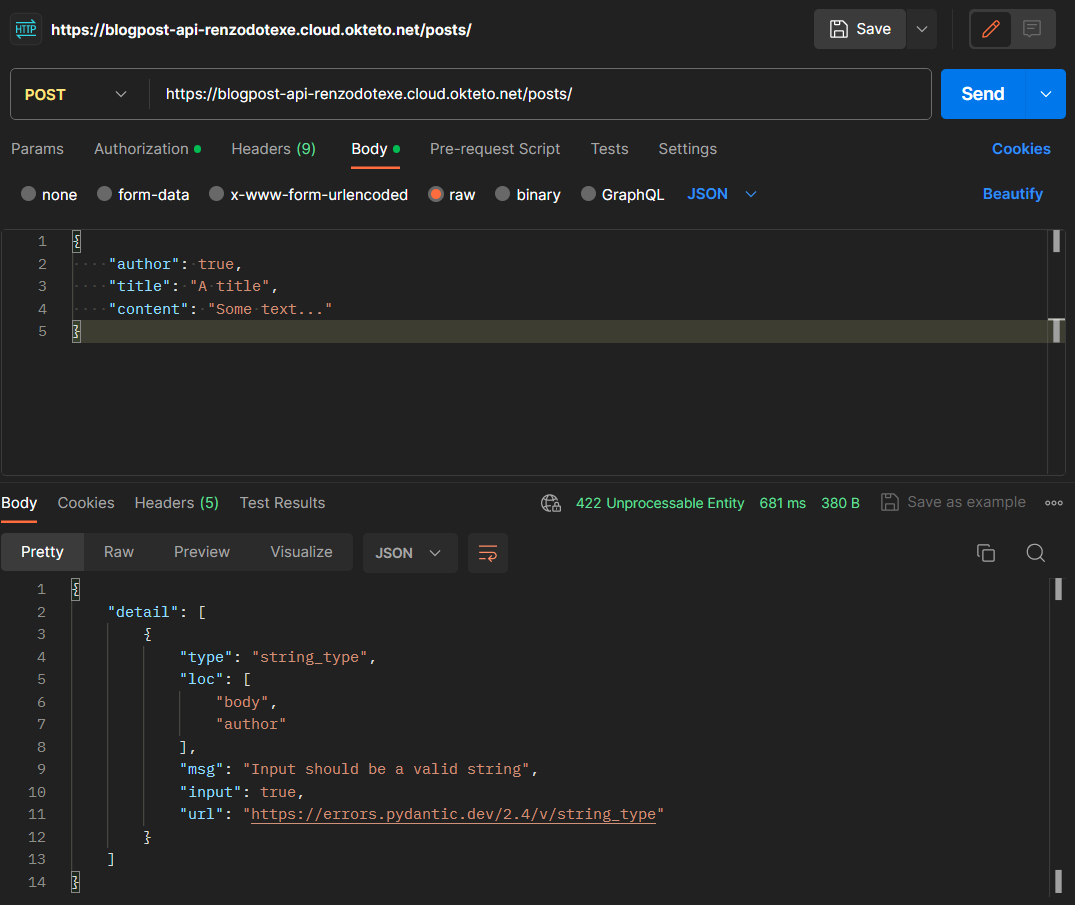 HTTP https://blogpost-api-renzodotexe.cloud.okteto.net/posts/ Save
POST https://blogpost-api-renzodotexe.cloud.okteto.net/posts/ Send
Params Authorization Headers (9) Body Pre-request Script Tests Settings Cookies
none form-data x-www-form-urlencoded raw binary GraphQL JSON Beautify
1 {
2 "author": true,
3 "title": "A title",
4 "content": "Some text..."
5 }
Body Cookies Headers (5) Test Results 422 Unprocessable Entity 681 ms 380 B Save as example
Pretty Raw Preview Visualize JSON
1 {
2 "detail": [
3 {
4 "type": "string_type",
5 "loc": [
6 "body",
7 "author"
8 ],
9 "msg": "Input should be a valid string",
10 "input": true,
11 "url": "https://errors.pydantic.dev/2.4/v/string_type"
12 }
13 ]
14 }